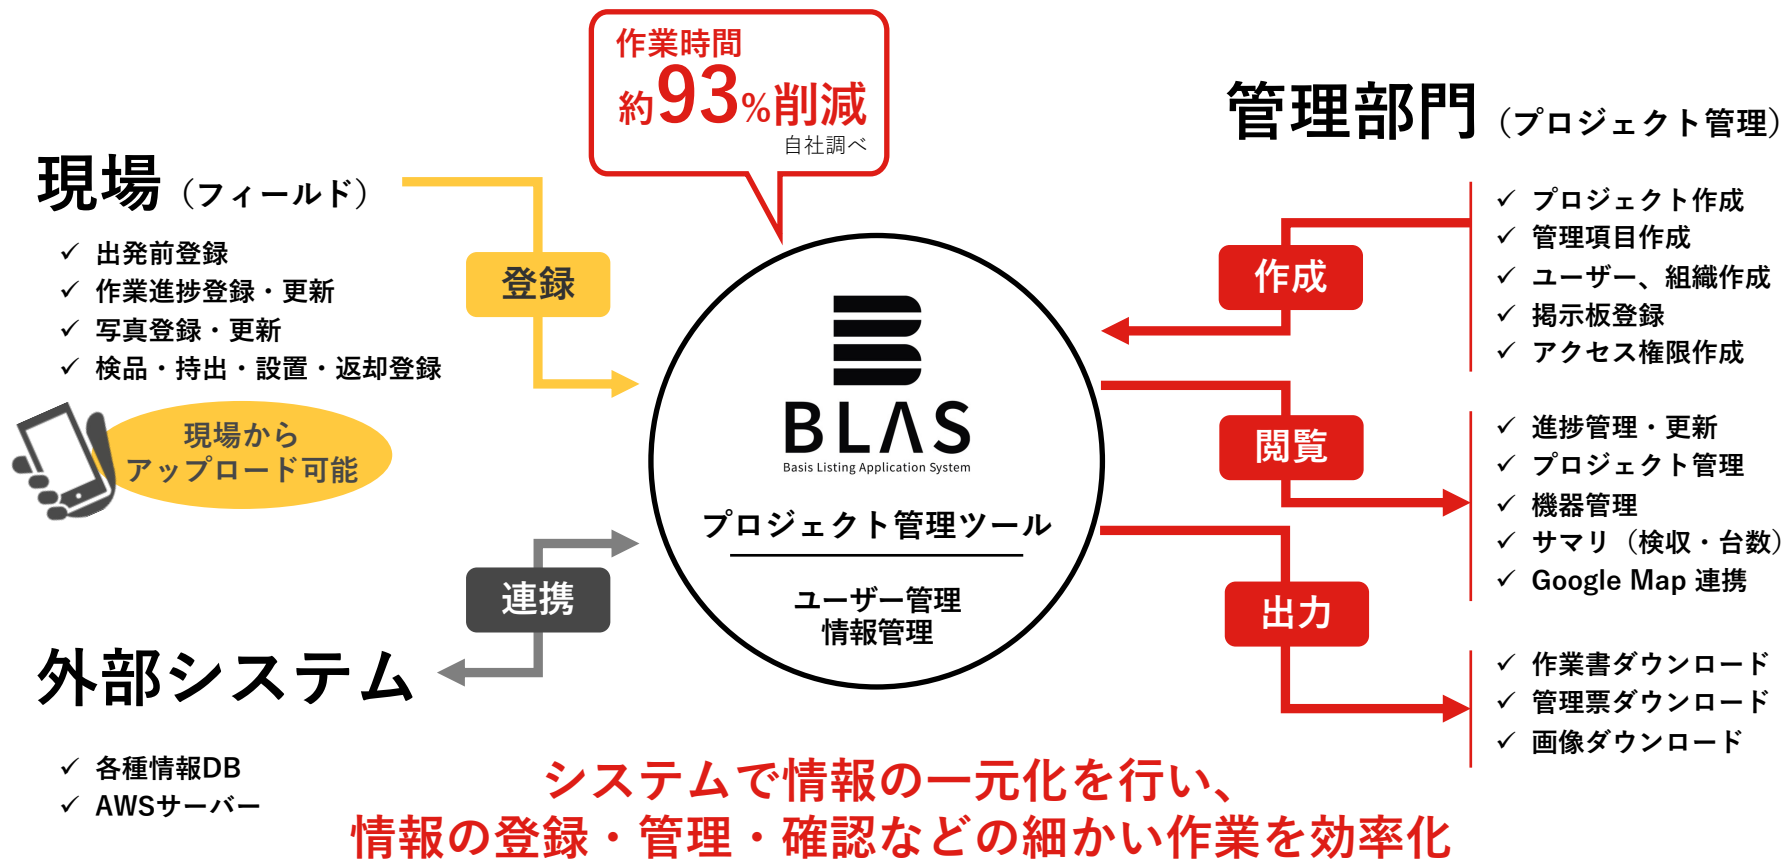 作業時間
約93%削減
自社調べ
現場（フィールド）
出発前登録
作業進捗登録・更新
写真登録・更新
検品・持出・設置・返却登録
現場から
アップロード可能
登録
連携
外部システム
各種情報DB
AWSサーバー
BLAS
Basis Listing Application System
プロジェクト管理ツール
ユーザー管理
情報管理
管理部門（プロジェクト管理）
作成
プロジェクト作成
管理項目作成
ユーザー、組織作成
掲示板登録
アクセス権限作成
閲覧
進捗管理・更新
プロジェクト管理
機器管理
サマリ（検収・台数）
Google Map 連携
出力
作業書ダウンロード
管理票ダウンロード
画像ダウンロード
システムで情報の一元化を行い、
情報の登録・管理・確認などの細かい作業を効率化